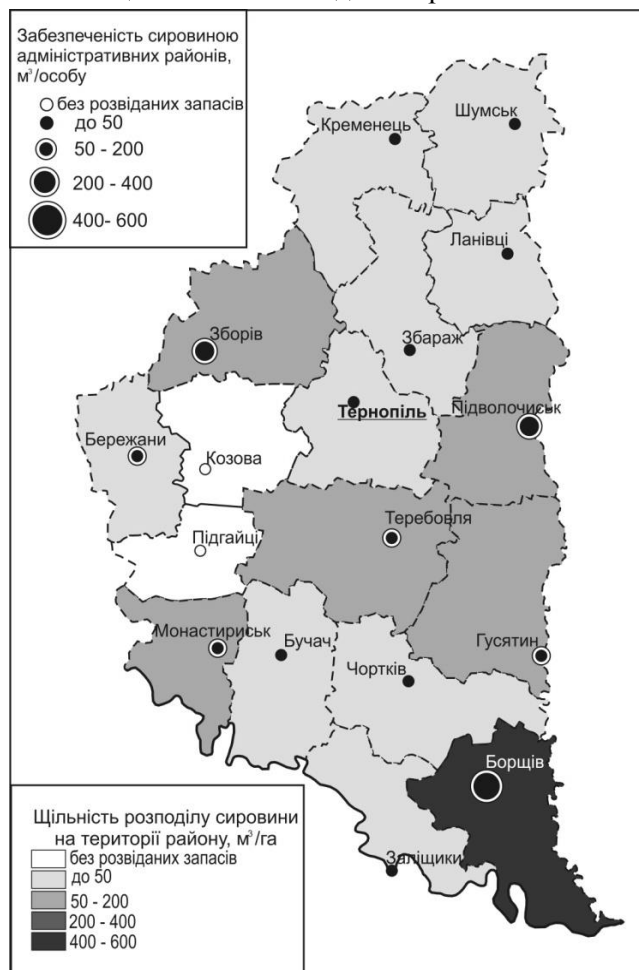 Забезпеченість сировиною
адміністративних районів,
м³/особу
без розвіданих запасів
до 50
50 - 200
200 - 400
400- 600
Шумськ
Кременець
Ланівці
Збараж
Зборів
Тернопіль
Підволочиськ
Бережани
Козова
Теребовля
Підгайці
Монастириськ
Бучач
Гусятин
Чортків
Борщів
Заліщики
Щільність розподілу сировини
на території району, м³/га
без розвіданих запасів
до 50
50 - 200
200 - 400
400 - 600